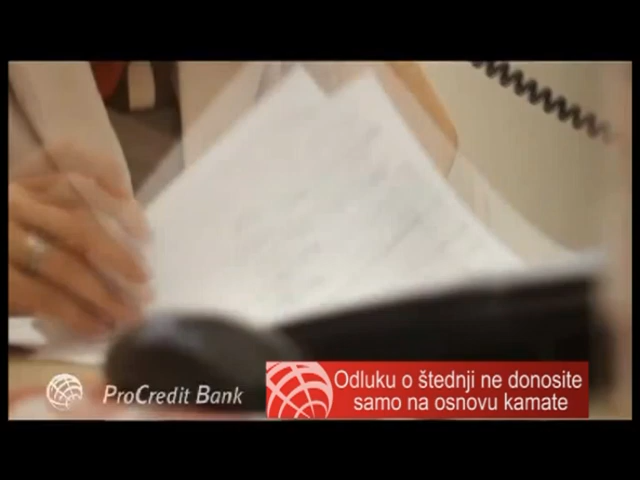 ProCredit Bank
Odluku o štednji ne donosite
samo na osnovu kamate